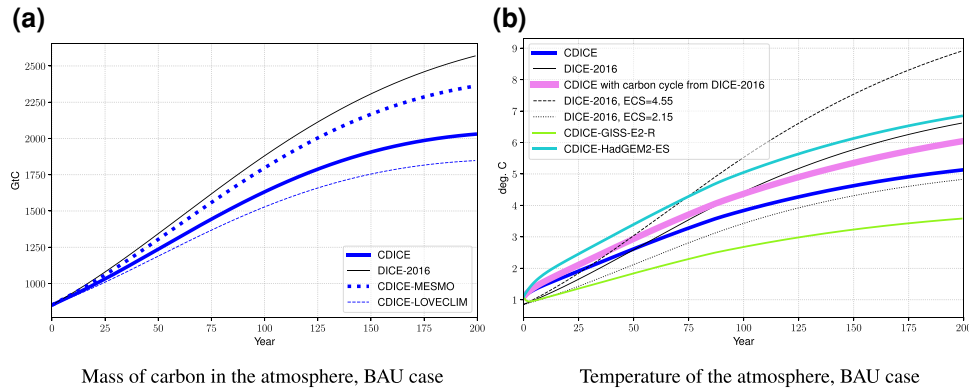 (a)
2500
2250
2000
1750
1500
1250
1000
GtC
0 25 50 75 100 125 150 175 200
Year
CDICE
DICE-2016
CDICE-MESMO
CDICE-LOVECLIM
Mass of carbon in the atmosphere, BAU case
(b)
9
8
7
6
5
4
3
2
1
deg. C
0 25 50 75 100 125 150 175 200
Year
CDICE
DICE-2016
CDICE with carbon cycle from DICE-2016
DICE-2016, ECS=4.55
DICE-2016, ECS=2.15
CDICE-GISS-E2-R
CDICE-HadGEM2-ES
Temperature of the atmosphere, BAU case